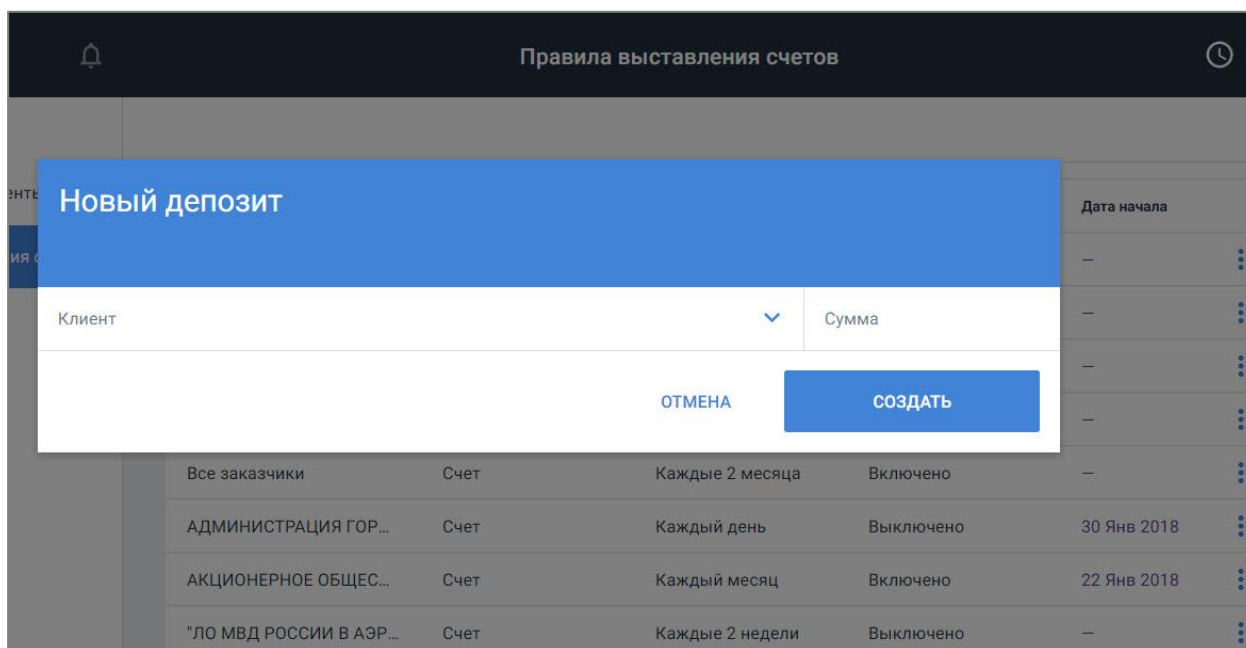 Правила выставления счетов
енты
Новый депозит
Дата начала
ия с
—
Клиент
Сумма
—
—
ОТМЕНА
СОЗДАТЬ
—
Все заказчики Счет Каждые 2 месяца Включено —
АДМИНИСТРАЦИЯ ГОР... Счет Каждый день Выключено 30 Янв 2018
АКЦИОНЕРНОЕ ОБЩЕС... Счет Каждый месяц Включено 22 Янв 2018
"ЛО МВД РОССИИ В АЭР... Счет Каждые 2 недели Выключено —